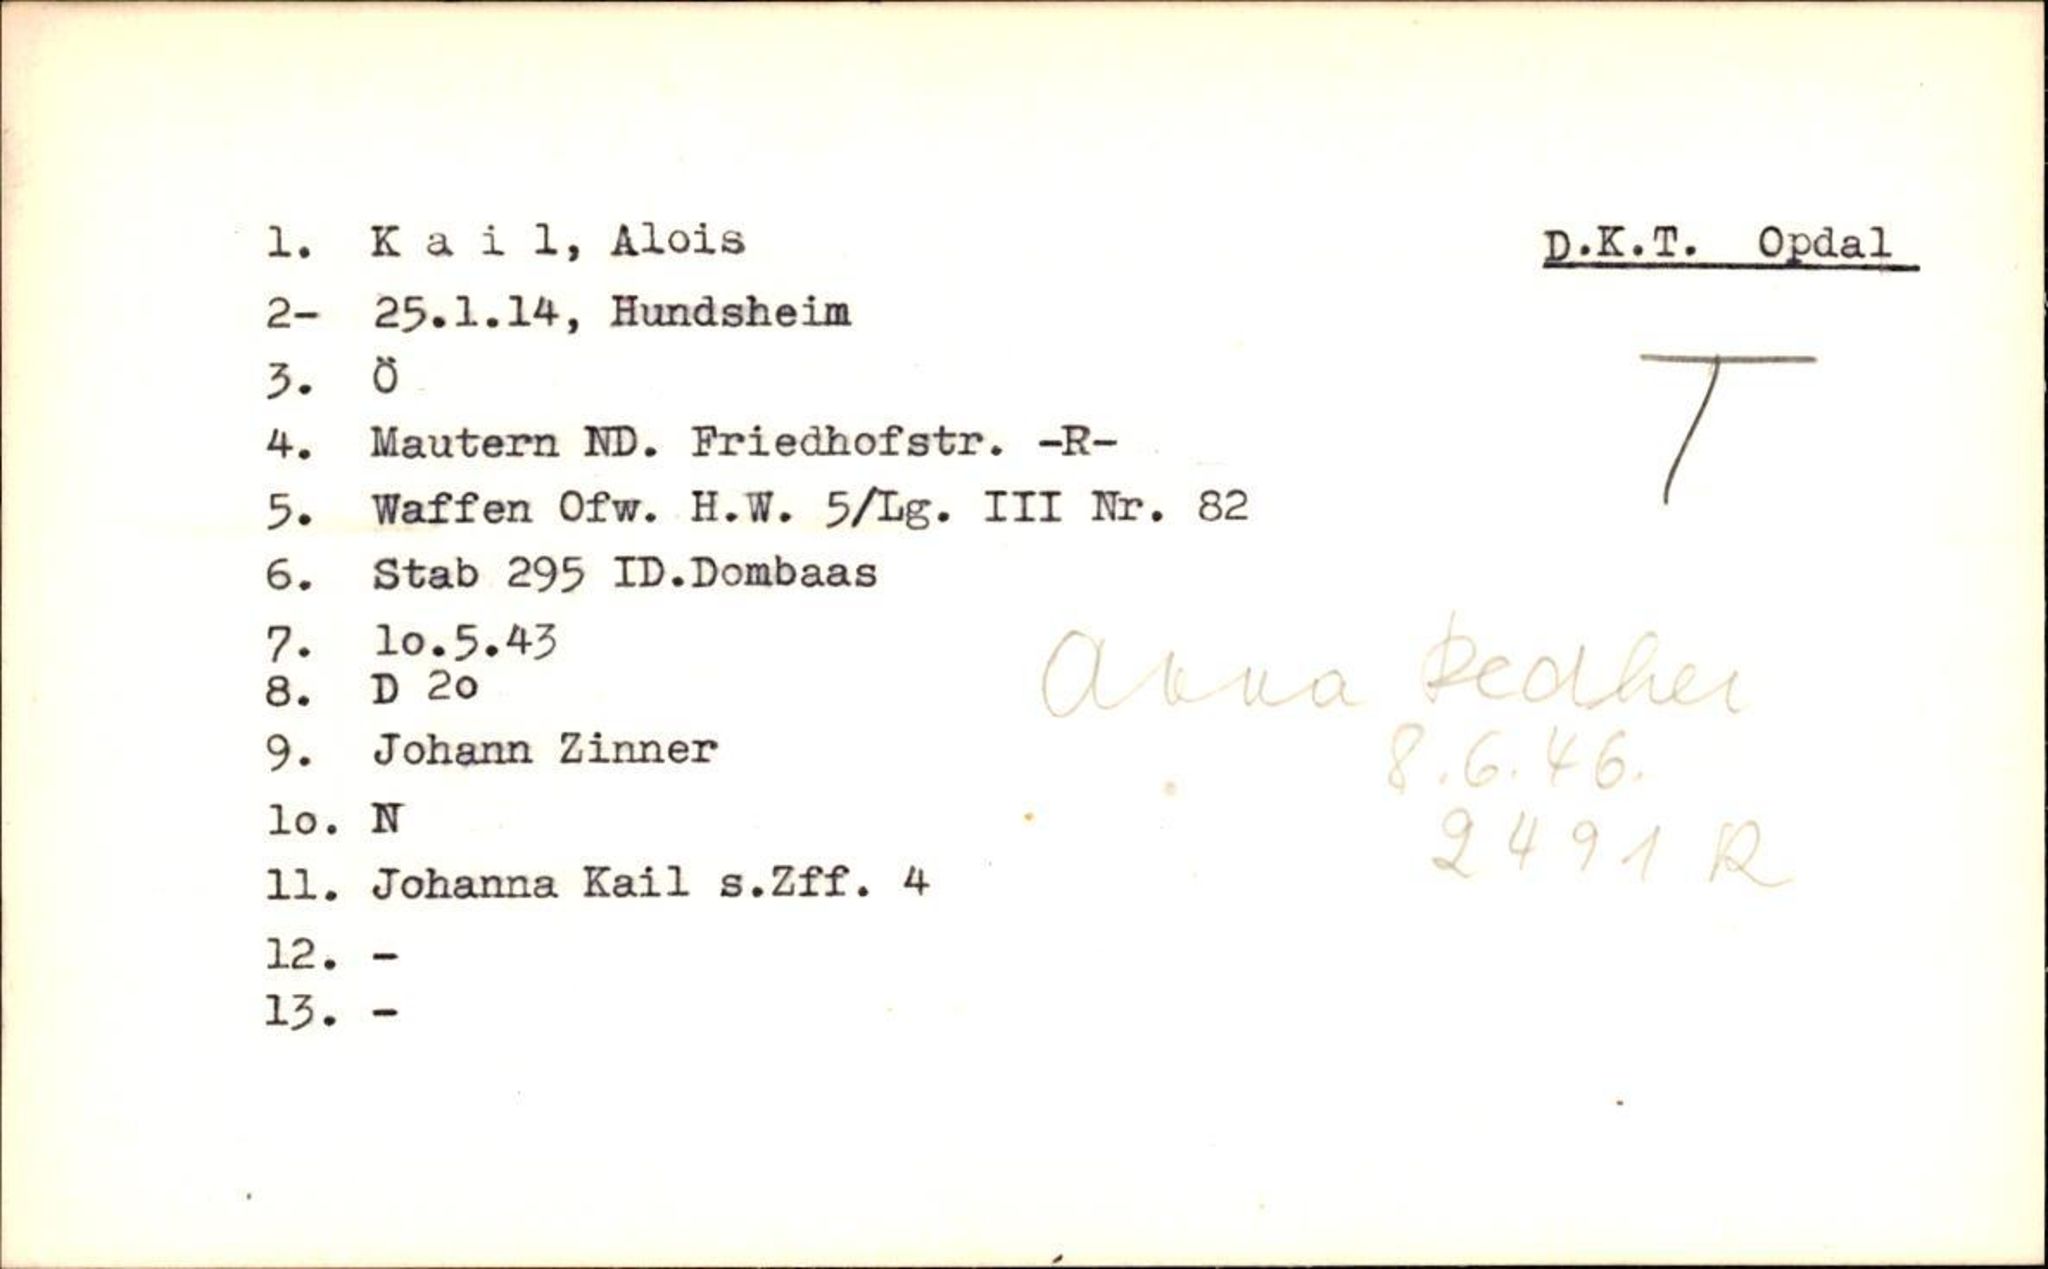 1. K a i l, Alois D.K.T. Opdal
2- 25.1.14, Hundsheim
3. Ö
T
4. Mautern ND. Friedhofstr. -R-
5. Waffen Ofw. H.W. 5/Lg. III Nr. 82
6. Stab 295 ID.Dombaas
7. lo.5.43
8. D 2o
Anna
9. Johann Zinner
8.6.46.
lo. N
2491 R
11. Johanna Kail s.Zff. 4
12. -
13. -